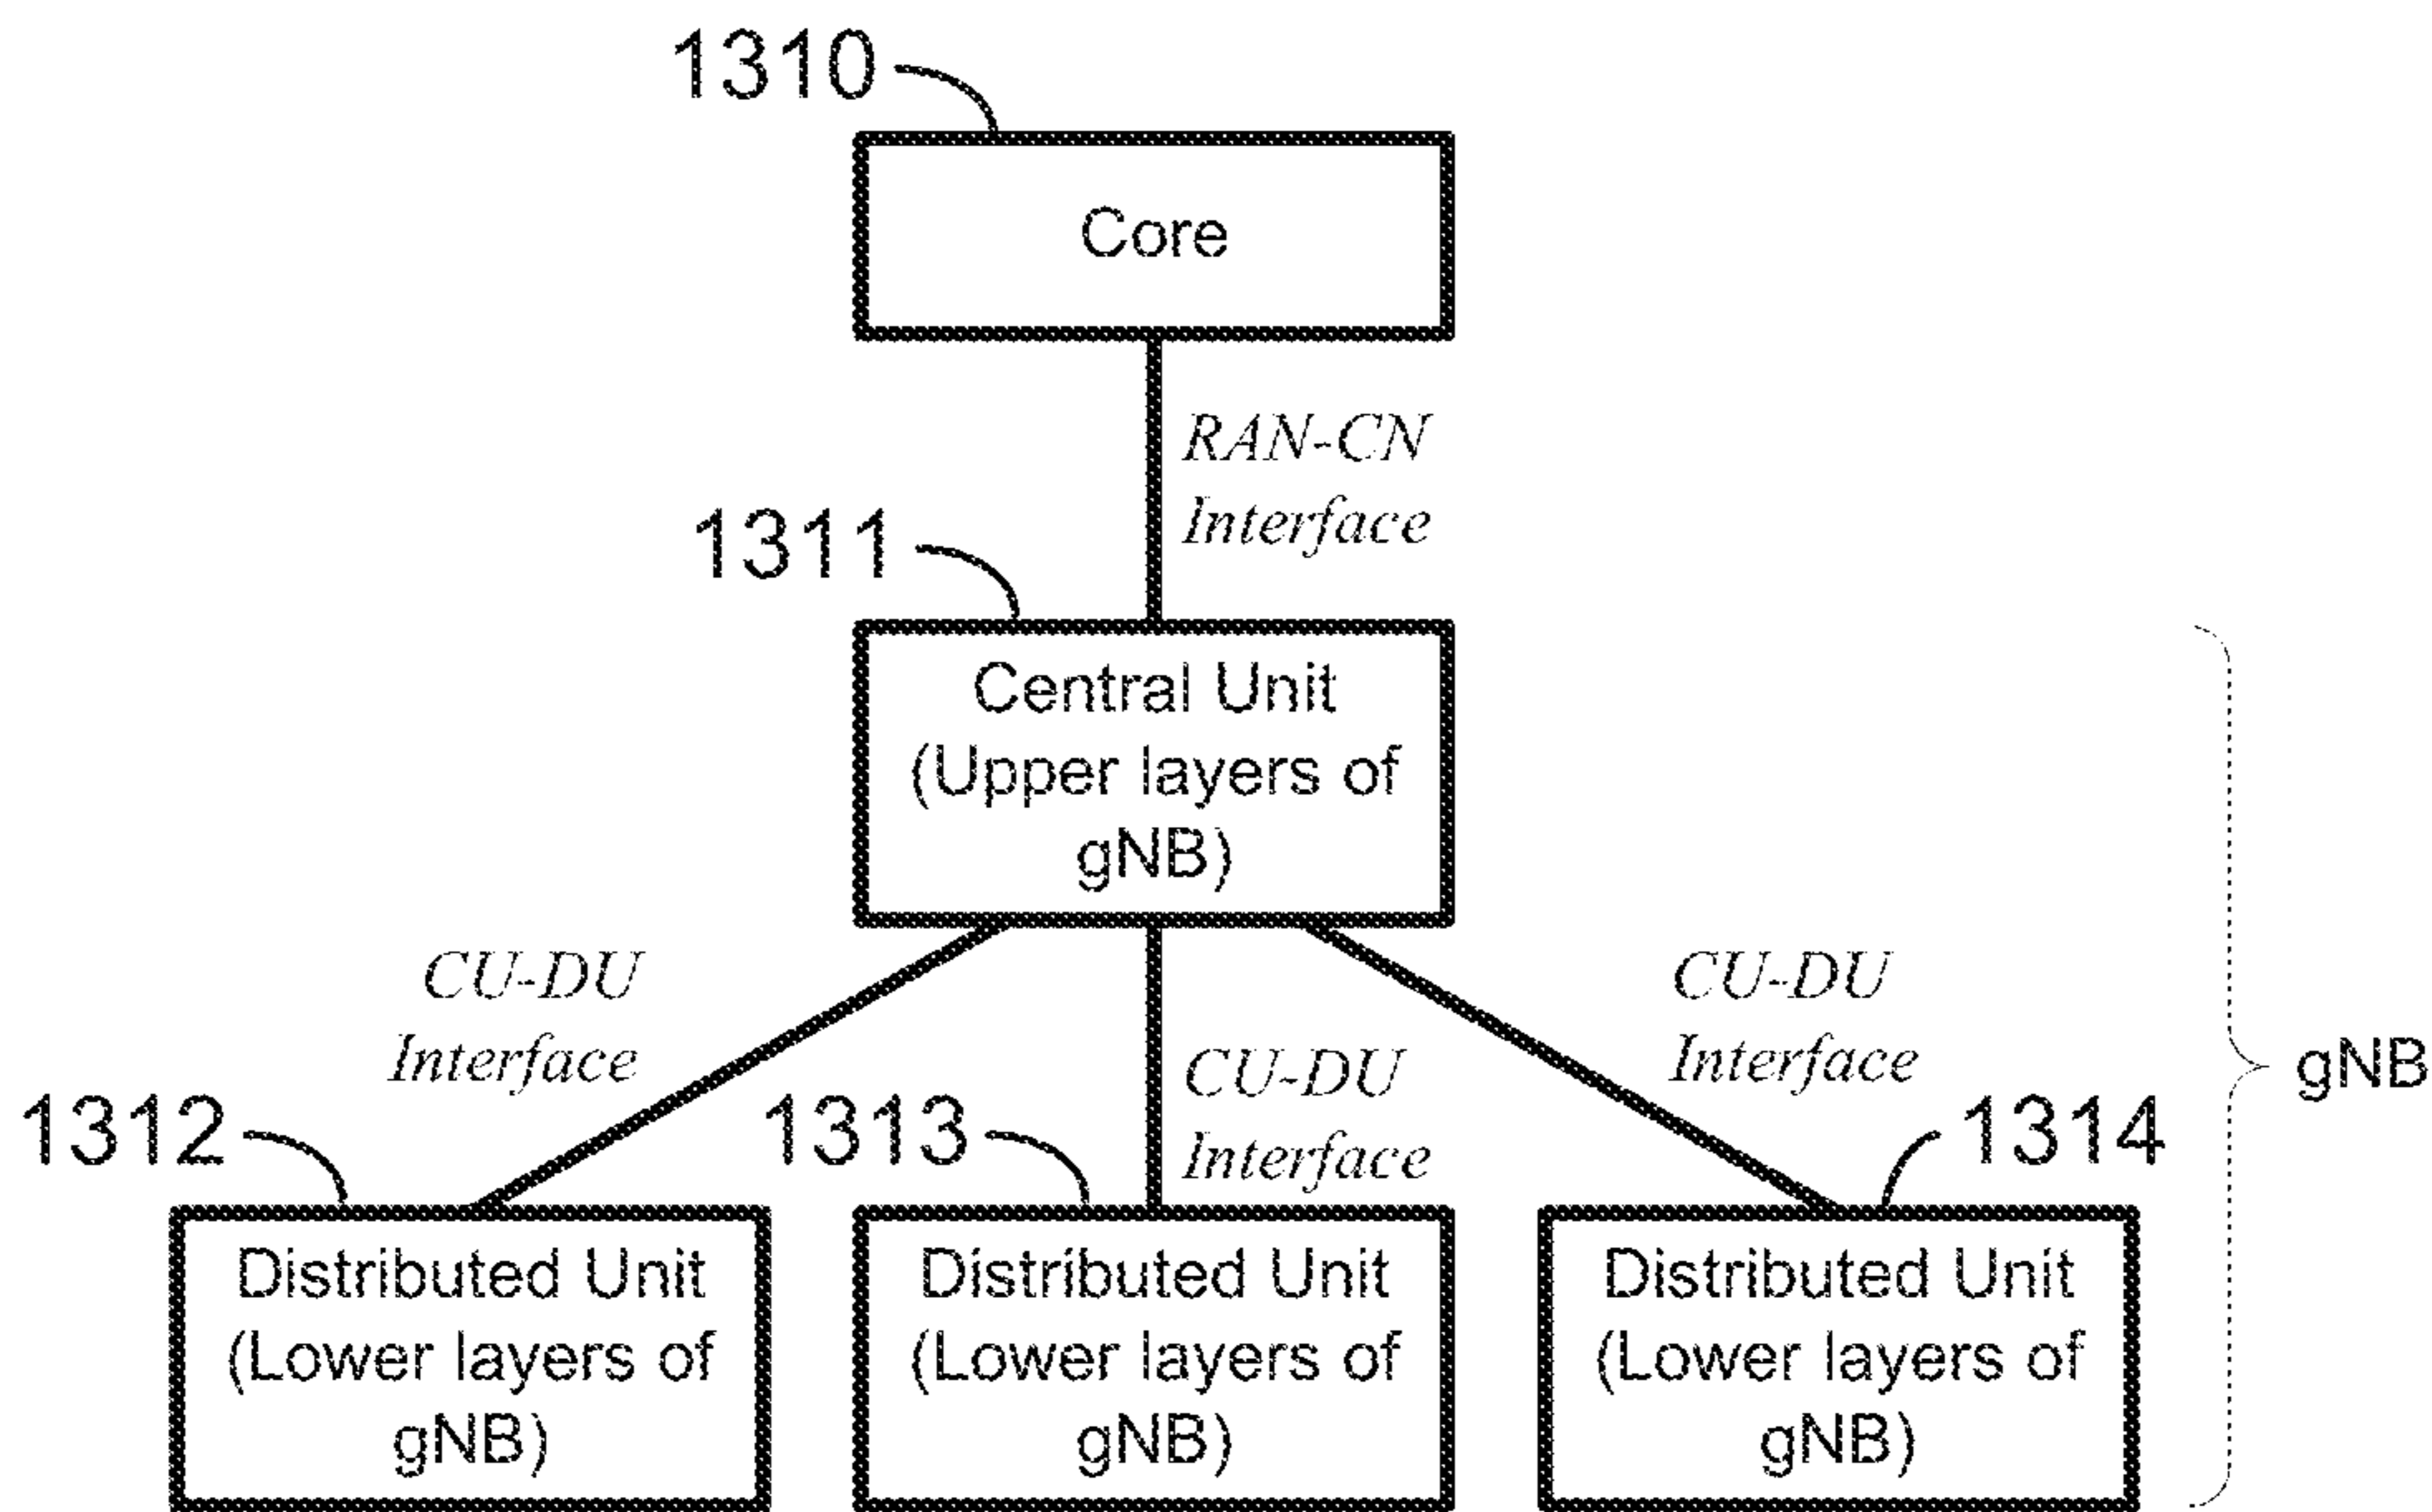 1310
Core
RAN-CN
Interface
1311
Central Unit
(Upper layers of
gNB)
CU-DU
Interface
CU-DU
Interface
CU-DU
Interface
gNB
1312
1313
1314
Distributed Unit
(Lower layers of
gNB)
Distributed Unit
(Lower layers of
gNB)
Distributed Unit
(Lower layers of
gNB)